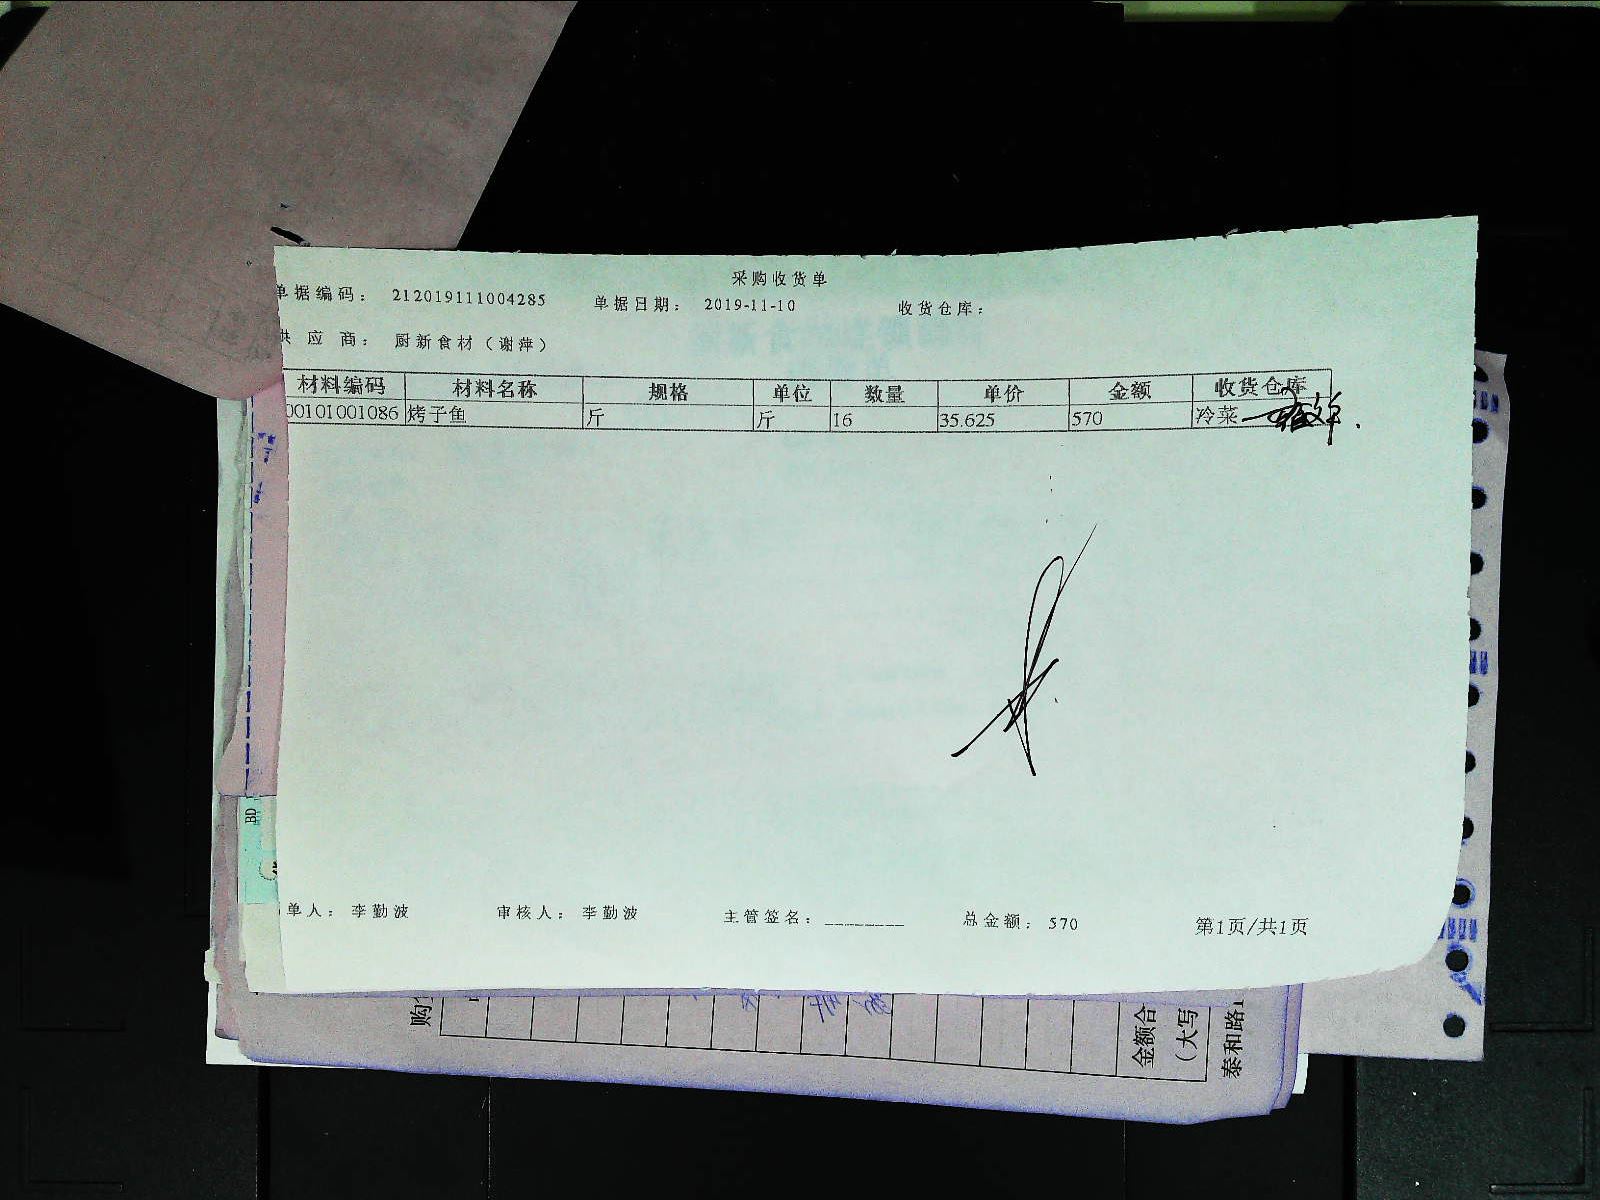 采购收货单
单据编码： 212019111004285 单据日期： 2019-11-10 收货仓库：
供 应 商： 厨新食材（谢萍）
材料编码 材料名称 规格 单位 数量 单价 金额 收货仓库
00101001086 烤子鱼 斤 斤 16 35.625 570 冷菜
单人： 李勤波 审核人： 李勤波 主管签名：________ 总金额： 570 第1页/共1页
BD
购
金额合
（大写
泰和路